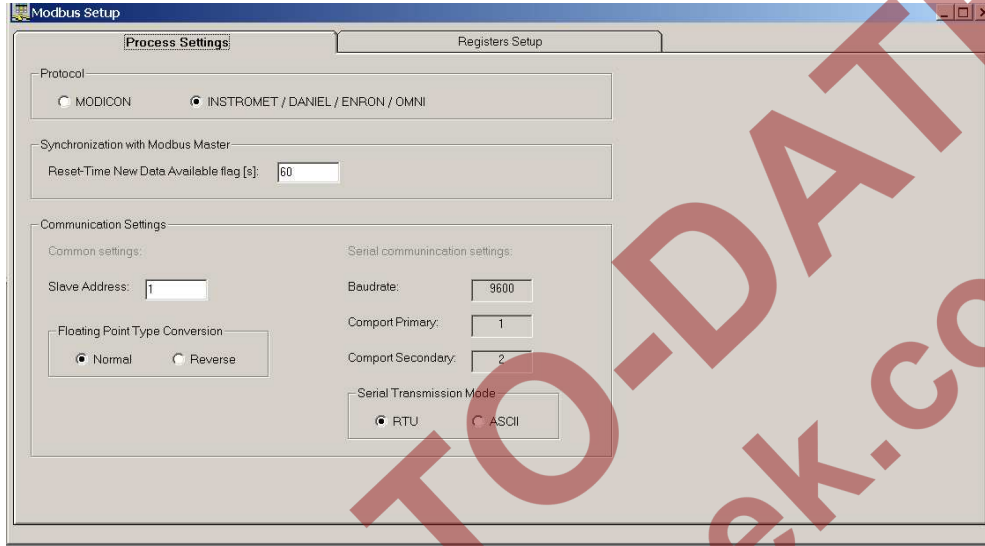 Modbus Setup
Process Settings
Registers Setup
Protocol
MODICON
INSTROMET / DANIEL / ENRON / OMNI
Synchronization with Modbus Master
Reset-Time New Data Available flag [s]: 60
Communication Settings
Common settings:
Serial communincation settings:
Slave Address: 1
Baudrate: 9600
Floating Point Type Conversion
Comport Primary: 1
Normal
Reverse
Comport Secondary: 2
Serial Transmission Mode
RTU
ASCII
TO-DAT
ek.co